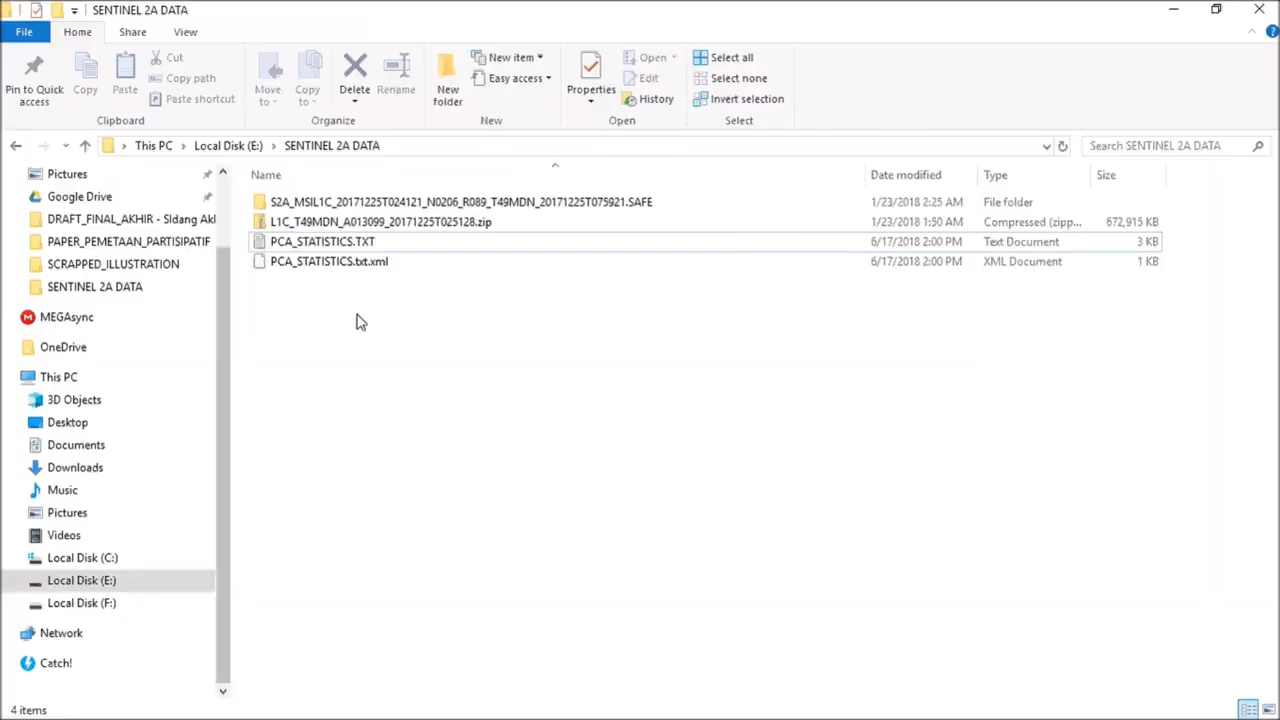 SENTINEL 2A DATA
File Home Share View
Pin to Quick access
Copy
Paste
Cut
Copy path
Paste shortcut
Clipboard
Move to
Copy to
Delete
Rename
Organize
New folder
New item
Easy access
New
Properties
Open
Edit
History
Open
Select all
Select none
Invert selection
Select
This PC > Local Disk (E:) > SENTINEL 2A DATA
Search SENTINEL 2A DATA
Pictures
Google Drive
DRAFT_FINAL_AKHIR - SIdang Akl
PAPER_PEMETAAN_PARTISIPATIF
SCRAPPED_ILLUSTRATION
SENTINEL 2A DATA
MEGAsync
OneDrive
This PC
3D Objects
Desktop
Documents
Downloads
Music
Pictures
Videos
Local Disk (C:)
Local Disk (E:)
Local Disk (F:)
Network
Catch!
Name Date modified Type Size
S2A_MSIL1C_20171225T024121_N0206_R089_T49MDN_20171225T075921.SAFE 1/23/2018 2:25 AM File folder
L1C_T49MDN_A013099_20171225T025128.zip 1/23/2018 1:50 AM Compressed (zipp... 672,915 KB
PCA_STATISTICS.TXT 6/17/2018 2:00 PM Text Document 3 KB
PCA_STATISTICS.txt.xml 6/17/2018 2:00 PM XML Document 1 KB
4 items